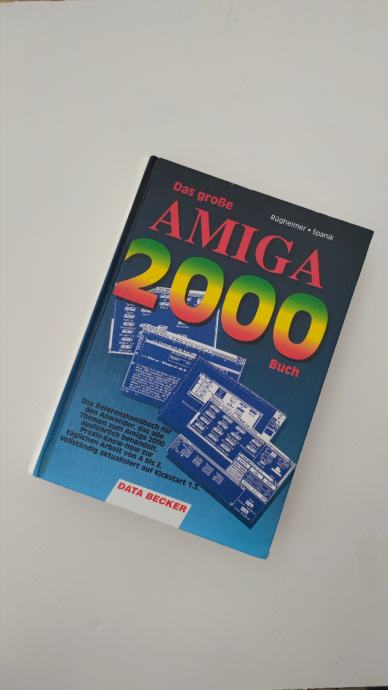 Das große
Rügheimer • Spanik
AMIGA
2000
Buch
Das Referenzhandbuch für
den Anwender, das alle
Themen zum Amiga 2000
ausführlich behandelt.
Praxis-Know-how zur
täglichen Arbeit von A bis Z.
Vollständig aktualisiert auf Kickstart 1.3
DATA BECKER